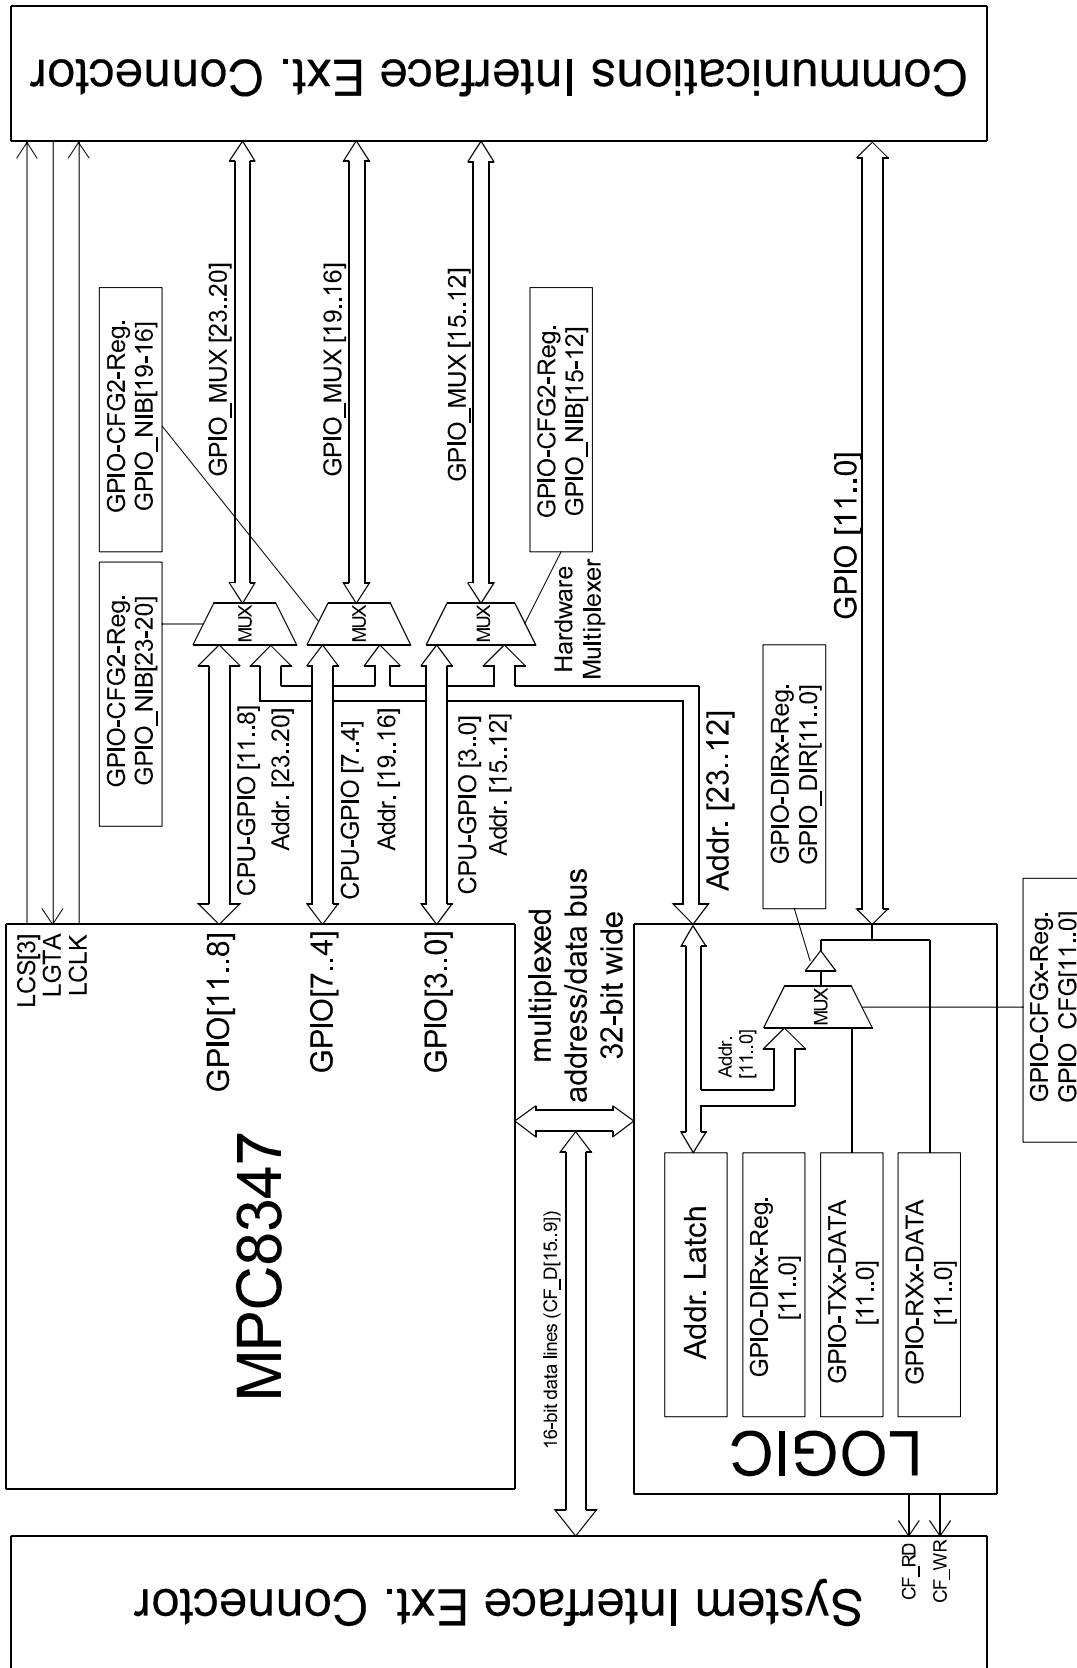 Communications Interface Ext. Connector
LCS[3]
LGTA
LCLK
GPIO-CFG2-Reg.
GPIO_NIB[23-20]
GPIO-CFG2-Reg.
GPIO_NIB[19-16]
GPIO-CFG2-Reg.
GPIO_NIB[15-12]
GPIO_MUX [23..20]
GPIO_MUX [19..16]
GPIO_MUX [15..12]
GPIO [11..0]
MUX
MUX
MUX
Hardware
Multiplexer
CPU-GPIO [11..8]
Addr. [23..20]
CPU-GPIO [7..4]
Addr. [19..16]
CPU-GPIO [3..0]
Addr. [15..12]
Addr. [23..12]
GPIO-DIRx-Reg.
GPIO_DIR[11..0]
GPIO-CFGx-Reg.
GPIO_CFG[11..0]
GPIO[11..8]
GPIO[7..4]
GPIO[3..0]
MPC8347
multiplexed
address/data bus
32-bit wide
16-bit data lines (CF_D[15..9])
Addr.
[11..0]
MUX
Addr. Latch
GPIO-DIRx-Reg.
[11..0]
GPIO-TXx-DATA
[11..0]
GPIO-RXx-DATA
[11..0]
LOGIC
CF_RD
CF_WR
System Interface Ext. Connector